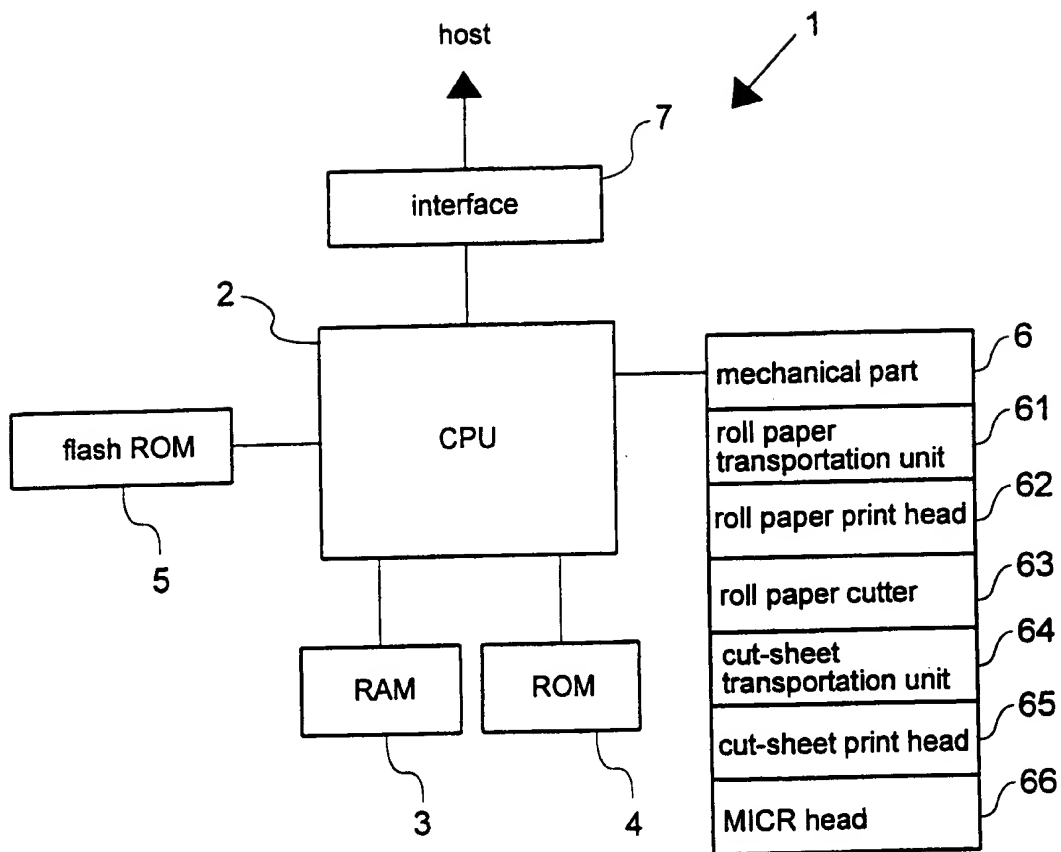 host
1
7
interface
2
6
mechanical part
61
roll paper
transportation unit
CPU
flash ROM
62
roll paper print head
5
63
roll paper cutter
64
cut-sheet
transportation unit
RAM
ROM
65
cut-sheet print head
66
3
4
MICR head